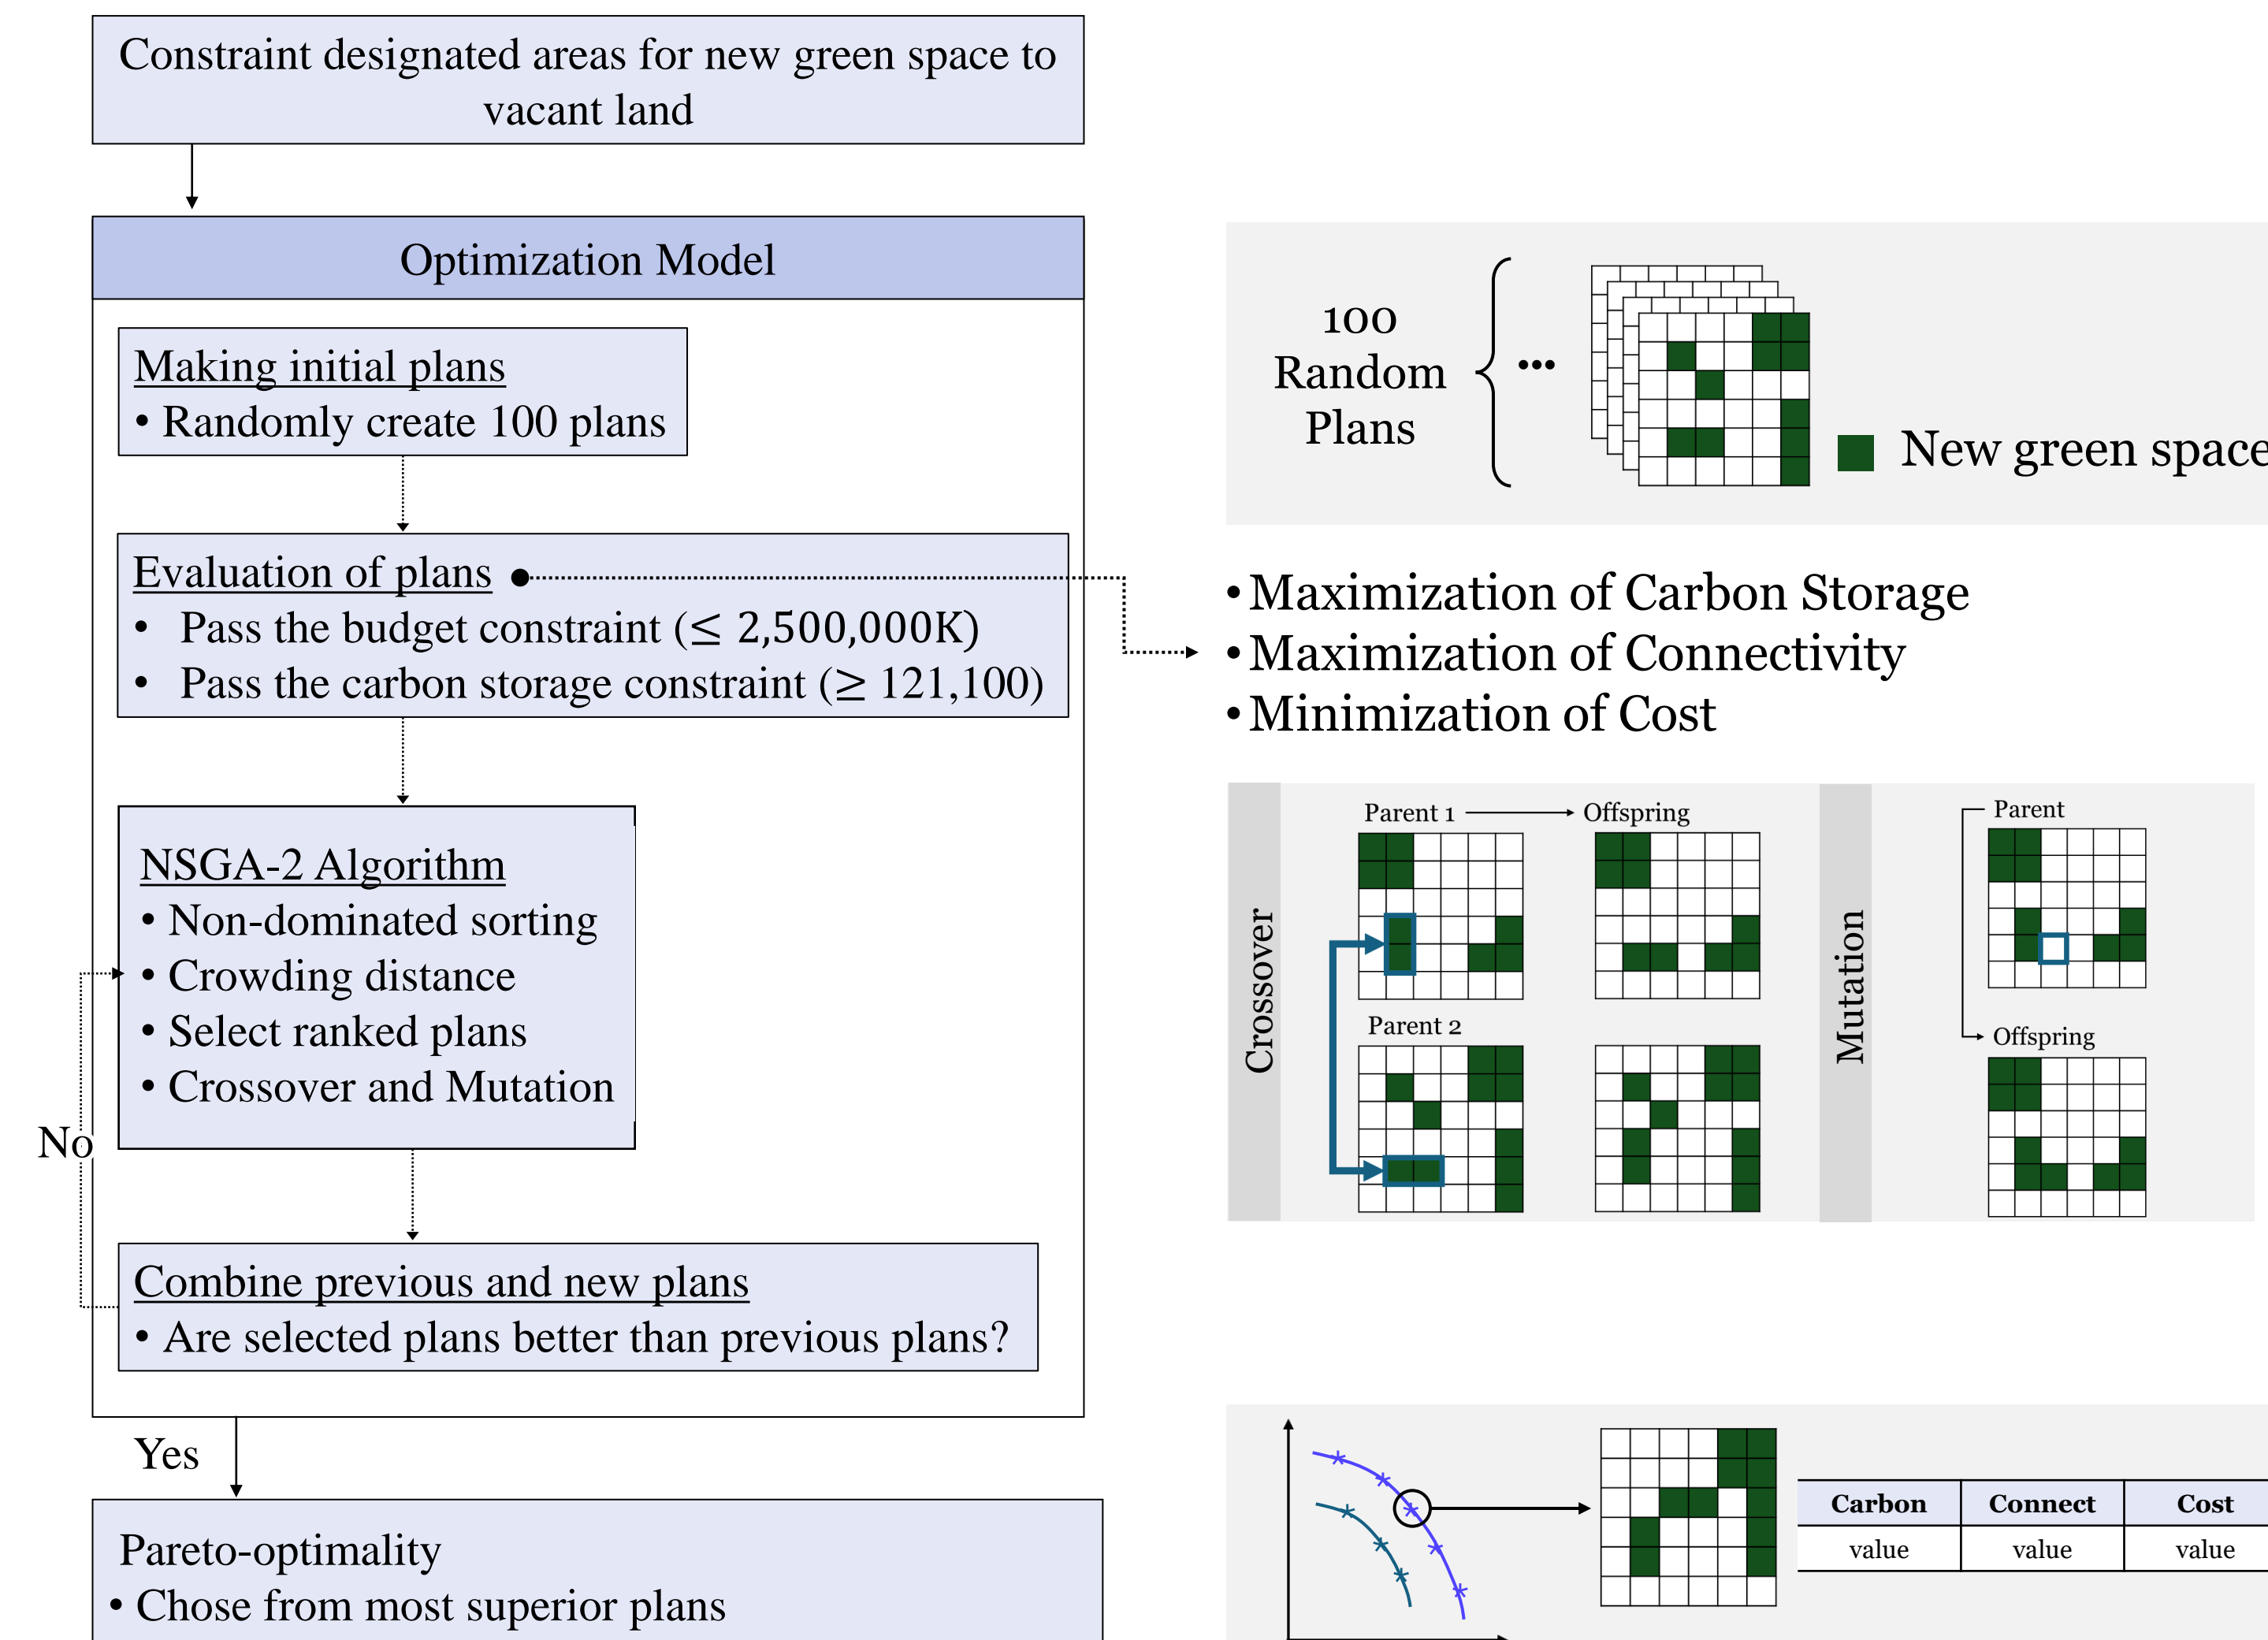 Constraint designated areas for new green space to
vacant land
Optimization Model
Making initial plans
• Randomly create 100 plans
Evaluation of plans
• Pass the budget constraint (≤ 2,500,000K)
• Pass the carbon storage constraint (≥ 121,100)
NSGA-2 Algorithm
• Non-dominated sorting
• Crowding distance
• Select ranked plans
• Crossover and Mutation
No
Combine previous and new plans
• Are selected plans better than previous plans?
Yes
Pareto-optimality
• Chose from most superior plans
100
Random
Plans
...
New green space
• Maximization of Carbon Storage
• Maximization of Connectivity
• Minimization of Cost
Crossover
Parent 1
Offspring
Parent 2
Mutation
Parent
Offspring
Carbon Connect Cost
value value value